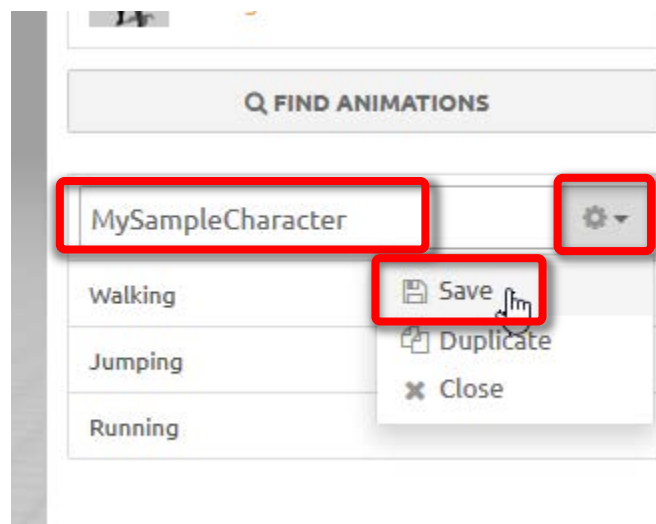 FIND ANIMATIONS
MySampleCharacter
Walking
Save
Jumping
Duplicate
Close
Running